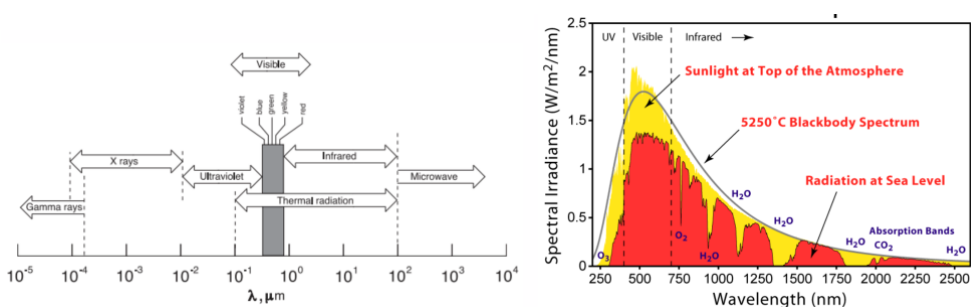 Visible
violet
blue
green
yellow
red
X rays
Infrared
Ultraviolet
Microwave
Thermal radiation
Gamma rays
10⁻⁵ 10⁻⁴ 10⁻³ 10⁻² 10⁻¹ 10⁰ 10¹ 10² 10³ 10⁴
λ, μm
UV Visible Infrared →
Sunlight at Top of the Atmosphere
5250°C Blackbody Spectrum
Radiation at Sea Level
Spectral Irradiance (W/m²/nm)
2.5
2
1.5
1
0.5
0
H₂O
H₂O
Absorption Bands
O₃
O₂
H₂O
H₂O
CO₂
H₂O
250 500 750 1000 1250 1500 1750 2000 2250 2500
Wavelength (nm)